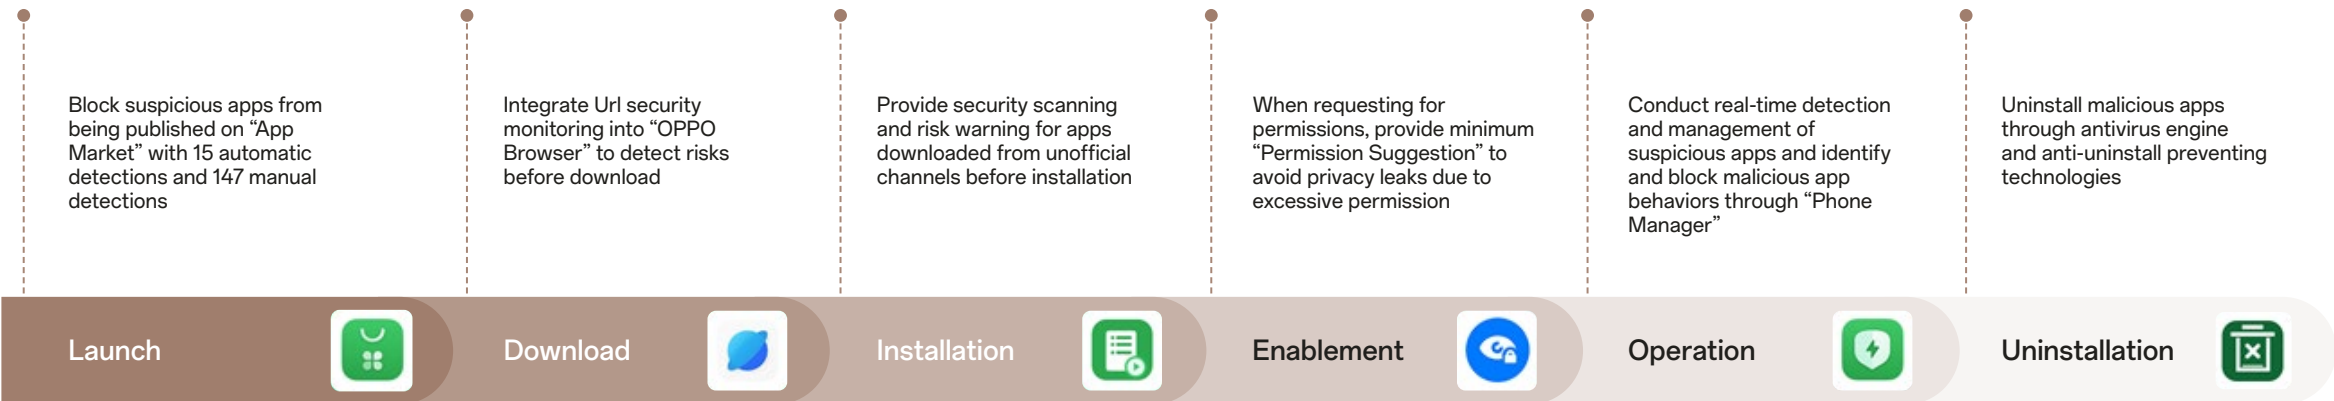 Block suspicious apps from
being published on “App
Market” with 15 automatic
detections and 147 manual
detections
Integrate Url security
monitoring into “OPPO
Browser” to detect risks
before download
Provide security scanning
and risk warning for apps
downloaded from unofficial
channels before installation
When requesting for
permissions, provide minimum
“Permission Suggestion” to
avoid privacy leaks due to
excessive permission
Conduct real-time detection
and management of
suspicious apps and identify
and block malicious app
behaviors through “Phone
Manager”
Uninstall malicious apps
through antivirus engine
and anti-uninstall preventing
technologies
Launch
Download
Installation
Enablement
Operation
Uninstallation